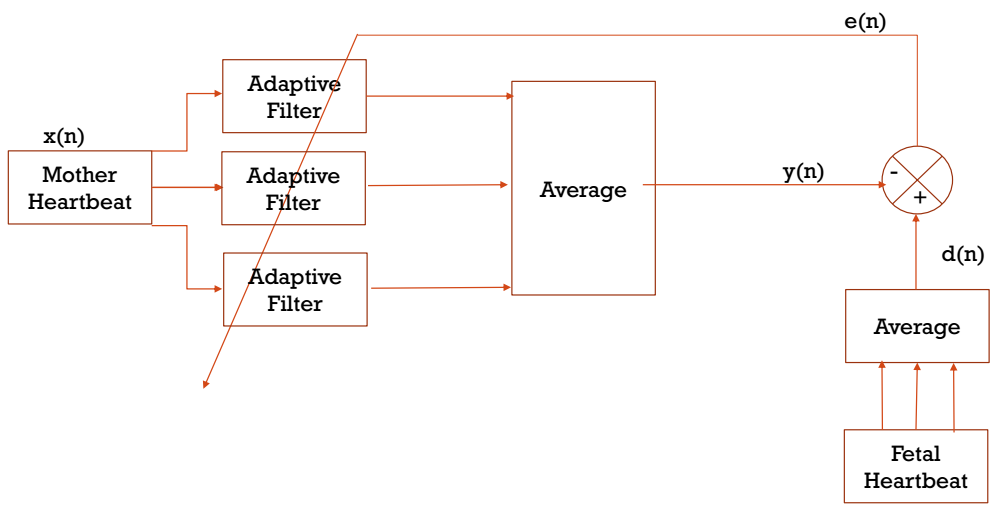 e(n)
Adaptive
Filter
x(n)
Mother
Heartbeat
Adaptive
Filter
Average
y(n)
-
+
Adaptive
Filter
d(n)
Average
Fetal
Heartbeat